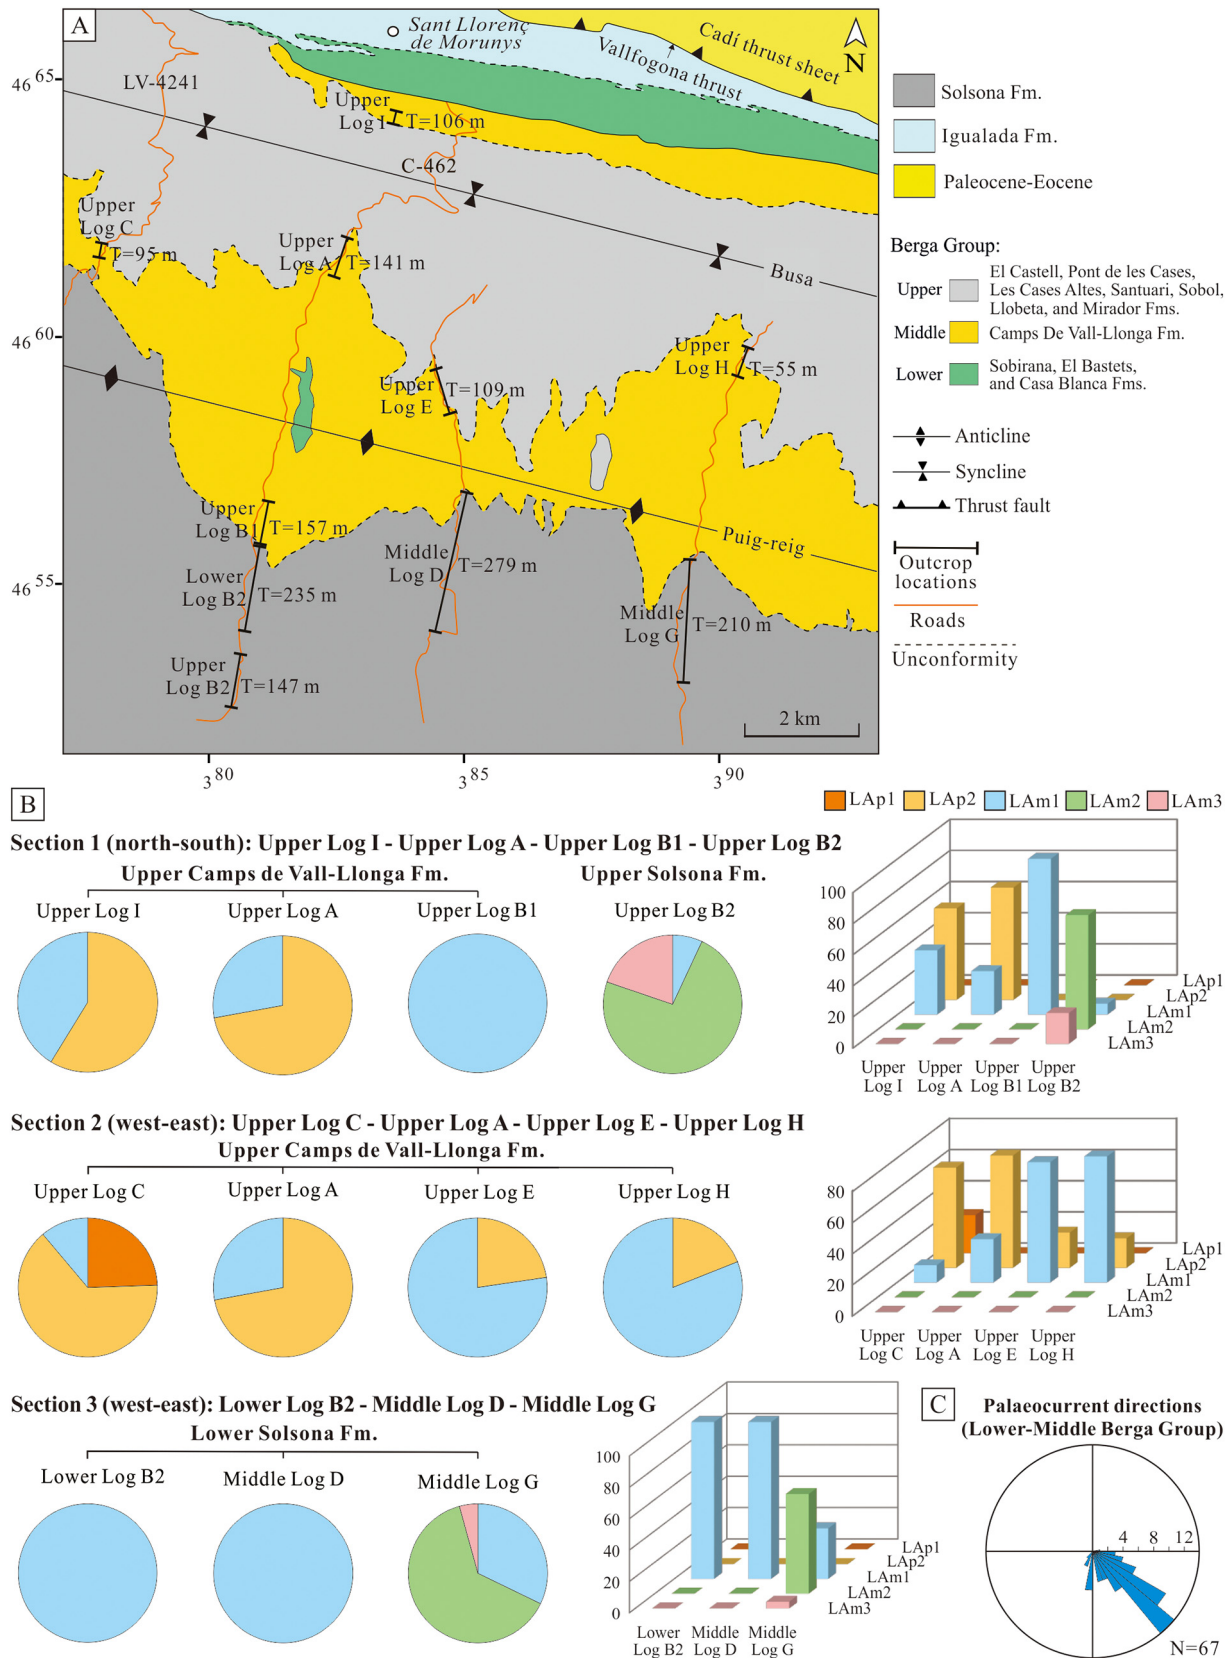 A
Sant Llorenç
de Morunys
Cadí thrust sheet
Vallfogona thrust
N
LV-4241
Upper
Log I
T=106 m
C-462
Upper
Log C
T=95 m
Upper
Log A
T=141 m
Busa
Upper
Log E
T=109 m
Upper
Log H
T=55 m
Upper
Log B1
T=157 m
Puig-reig
Lower
Log B2
T=235 m
Middle
Log D
T=279 m
Middle
Log G
T=210 m
Upper
Log B2
T=147 m
2 km
46 65
46 60
46 55
380
385
390
Solsona Fm.
Igualada Fm.
Paleocene-Eocene
Berga Group:
Upper
El Castell, Pont de les Cases,
Les Cases Altes, Santuari, Sobol,
Llobeta, and Mirador Fms.
Middle
Camps De Vall-Llonga Fm.
Lower
Sobirana, El Bastets,
and Casa Blanca Fms.
Anticline
Syncline
Thrust fault
Outcrop
locations
Roads
Unconformity
B
LAp1 LAp2 LAm1 LAm2 LAm3
Section 1 (north-south): Upper Log I - Upper Log A - Upper Log B1 - Upper Log B2
Upper Camps de Vall-Llonga Fm.
Upper Solsona Fm.
Upper Log I
Upper Log A
Upper Log B1
Upper Log B2
100
80
60
40
20
0
LAp1
LAp2
LAm1
LAm2
LAm3
Upper
Log I
Upper
Log A
Upper
Log B1
Upper
Log B2
Section 2 (west-east): Upper Log C - Upper Log A - Upper Log E - Upper Log H
Upper Camps de Vall-Llonga Fm.
Upper Log C
Upper Log A
Upper Log E
Upper Log H
80
60
40
20
0
LAp1
LAp2
LAm1
LAm2
LAm3
Upper
Log C
Upper
Log A
Upper
Log E
Upper
Log H
Section 3 (west-east): Lower Log B2 - Middle Log D - Middle Log G
Lower Solsona Fm.
Lower Log B2
Middle Log D
Middle Log G
100
80
60
40
20
0
LAp1
LAp2
LAm1
LAm2
LAm3
Lower
Log B2
Middle
Log D
Middle
Log G
C
Palaeocurrent directions
(Lower-Middle Berga Group)
4 8 12
N=67